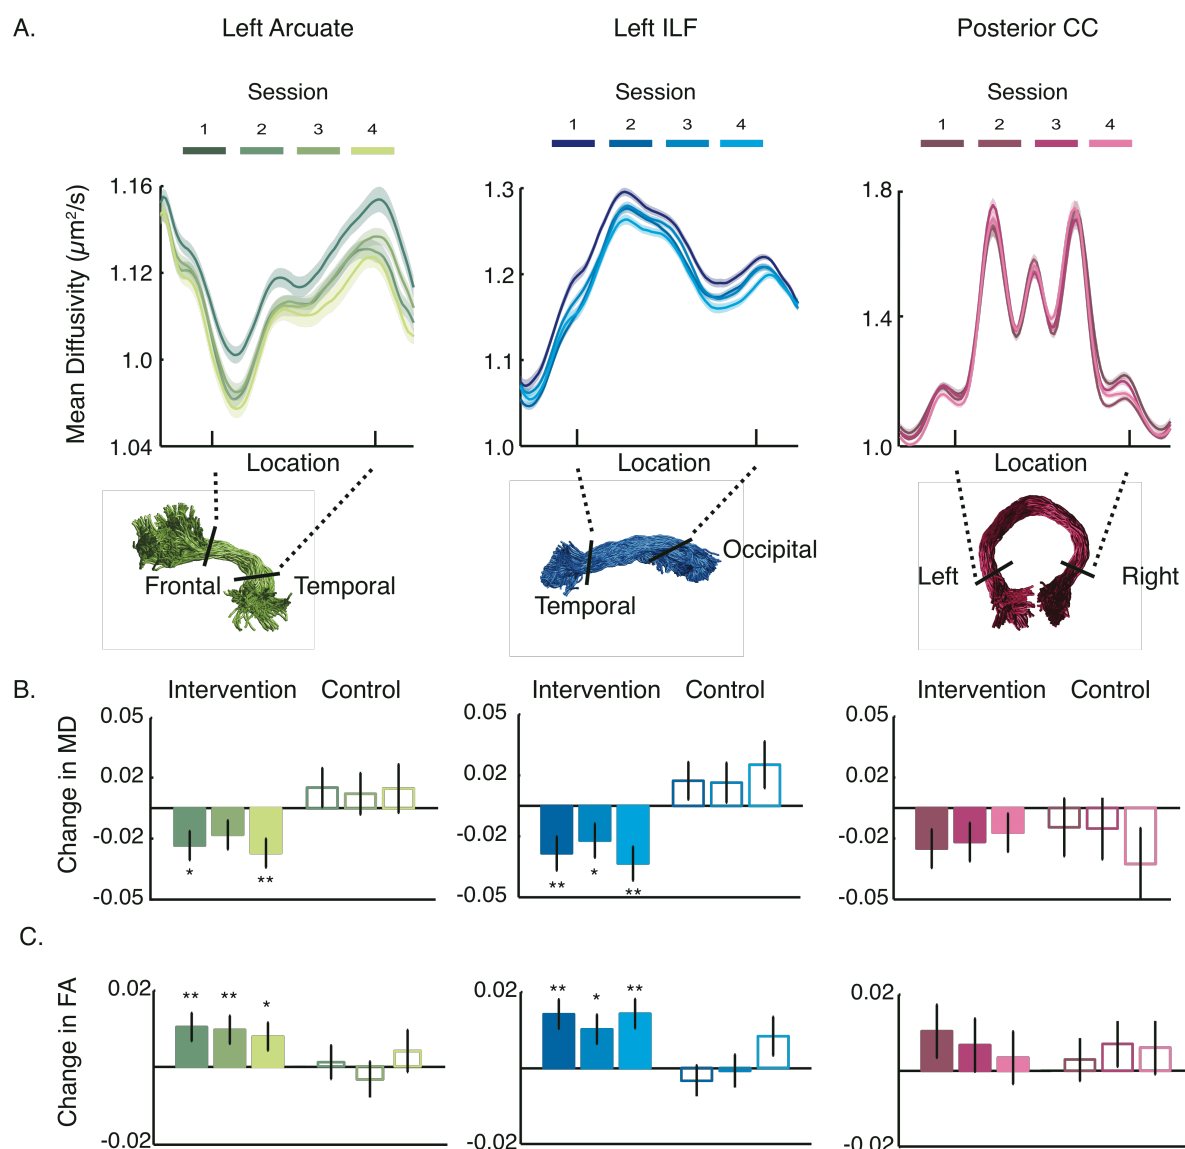 A.
Left Arcuate
Left ILF
Posterior CC
Session
Session
Session
1 2 3 4
1 2 3 4
1 2 3 4
Mean Diffusivity (µm²/s)
1.16
1.12
1.0
1.04
1.3
1.2
1.1
1.0
1.8
1.4
1.0
Location
Location
Location
Frontal
Temporal
Temporal
Occipital
Left
Right
B.
Intervention Control
Intervention Control
Intervention Control
Change in MD
0.05
0.02
-0.02
-0.05
* **
0.05
0.02
-0.02
-0.05
** * **
0.05
0.02
-0.02
-0.05
C.
Change in FA
0.02
-0.02
** ** *
0.02
-0.02
** * **
0.02
-0.02